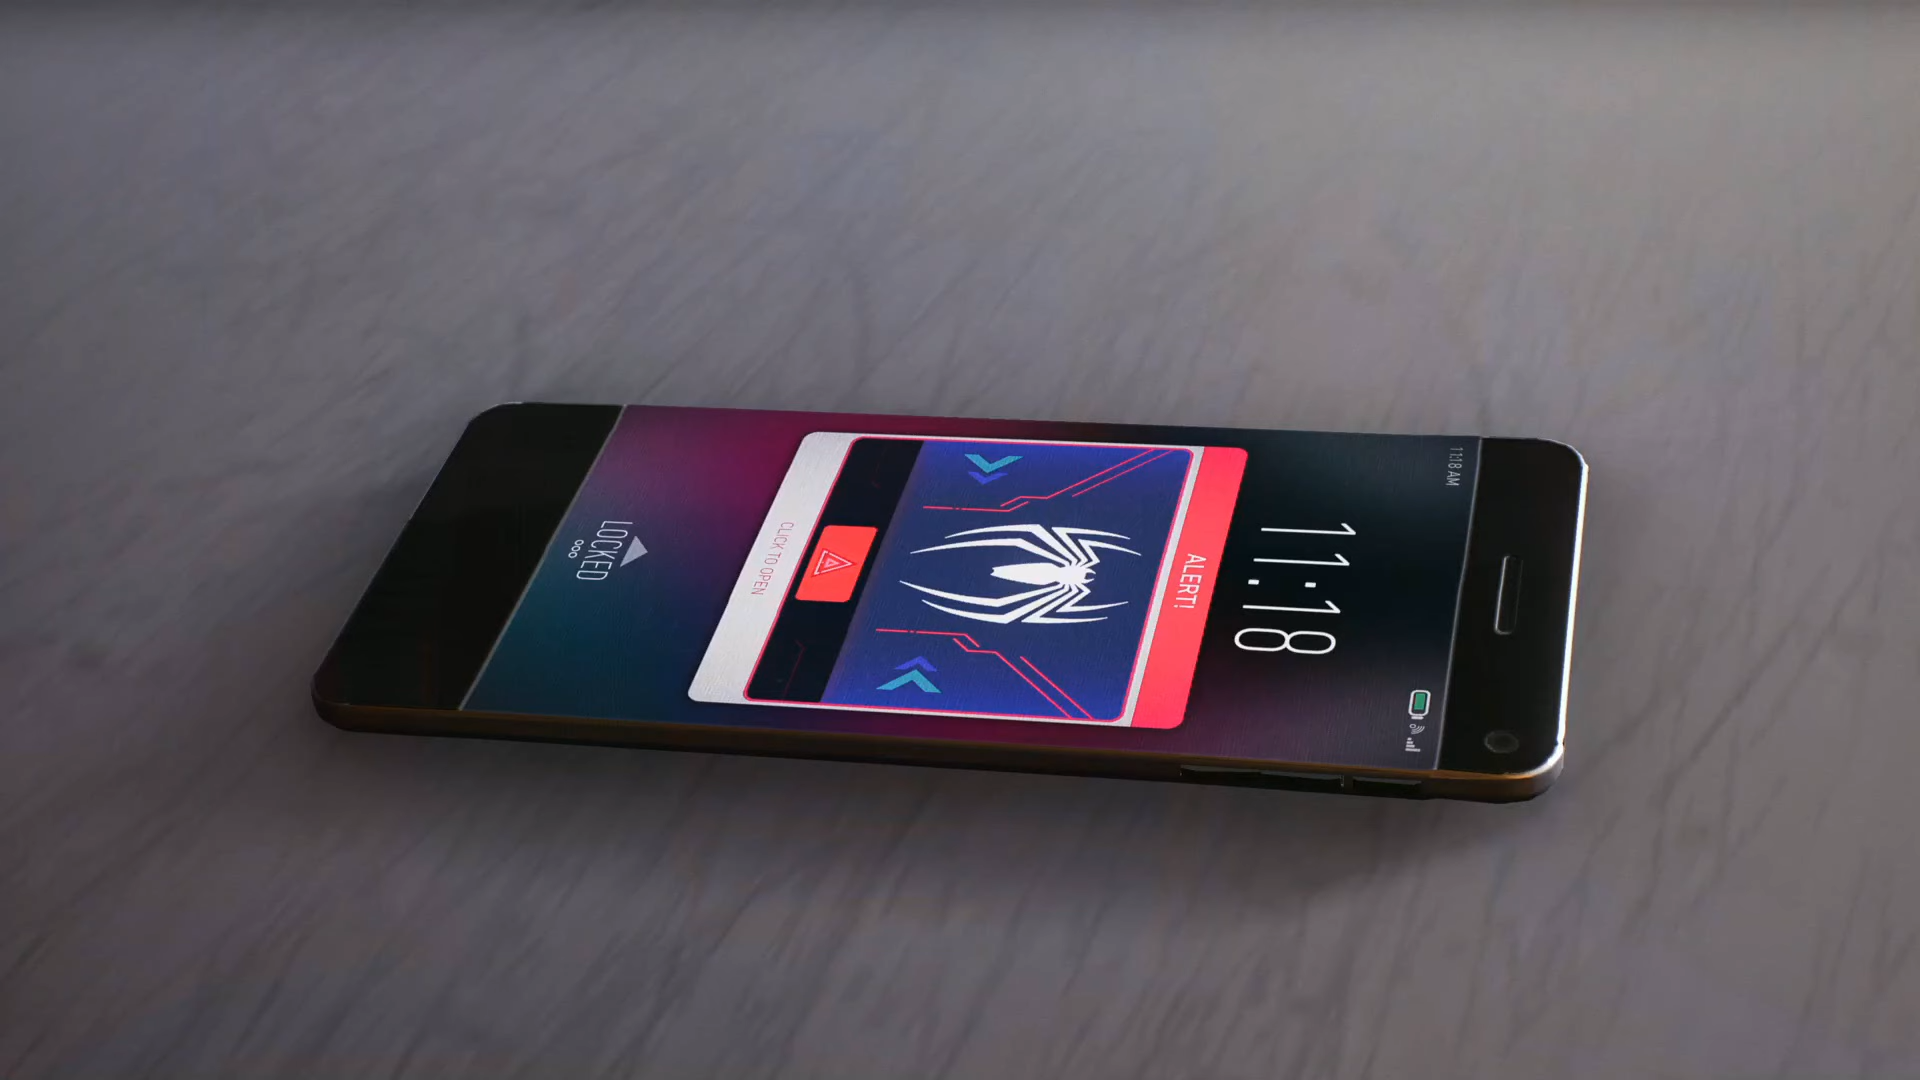 11:18 AM
11:18
ALERT!
CLICK TO OPEN
LOCKED